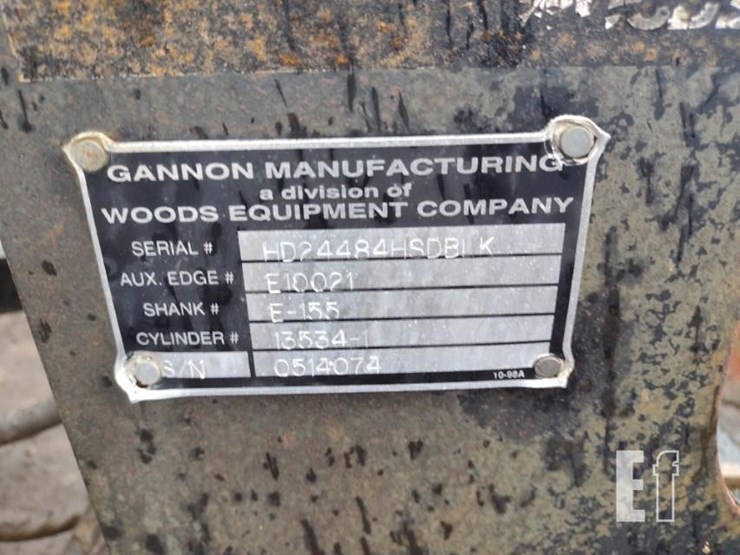 GANNON MANUFACTURING
a division of
WOODS EQUIPMENT COMPANY
SERIAL # HD24484HSDBLK
AUX. EDGE # E10021
SHANK # E-155
CYLINDER # 13534-1
S/N 0514074
10-98A
Ef